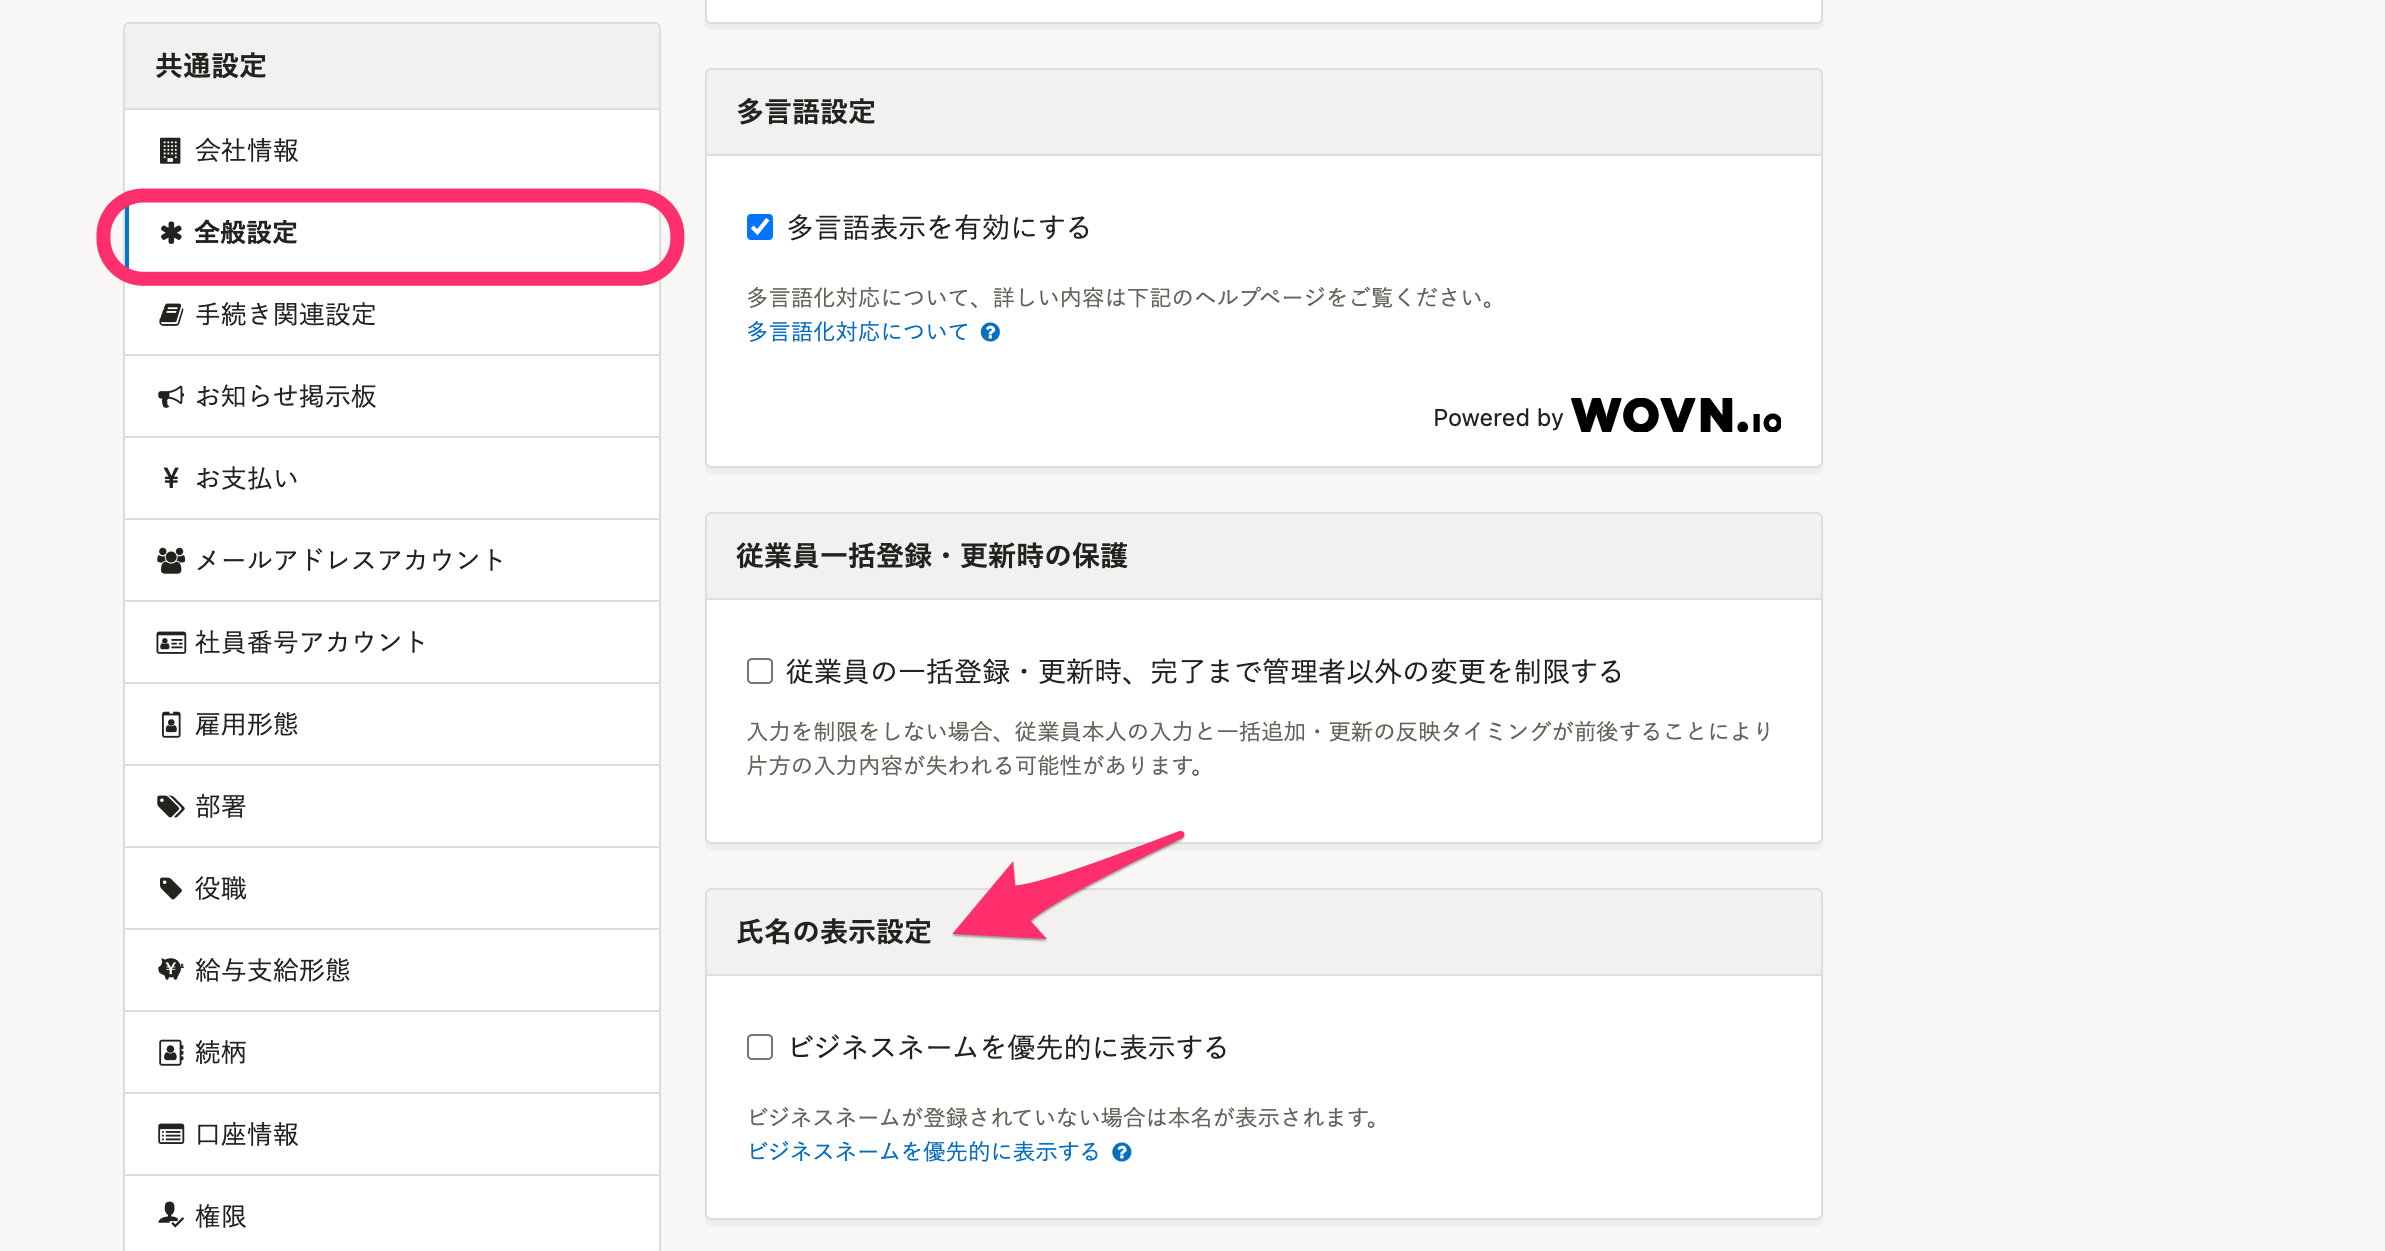 共通設定
会社情報
全般設定
手続き関連設定
お知らせ掲示板
お支払い
メールアドレスアカウント
社員番号アカウント
雇用形態
部署
役職
給与支給形態
続柄
口座情報
権限
多言語設定
多言語表示を有効にする
多言語化対応について、詳しい内容は下記のヘルプページをご覧ください。
多言語化対応について
Powered by WOVN.io
従業員一括登録・更新時の保護
従業員の一括登録・更新時、完了まで管理者以外の変更を制限する
入力を制限をしない場合、従業員本人の入力と一括追加・更新の反映タイミングが前後することにより
片方の入力内容が失われる可能性があります。
氏名の表示設定
ビジネスネームを優先的に表示する
ビジネスネームが登録されていない場合は本名が表示されます。
ビジネスネームを優先的に表示する